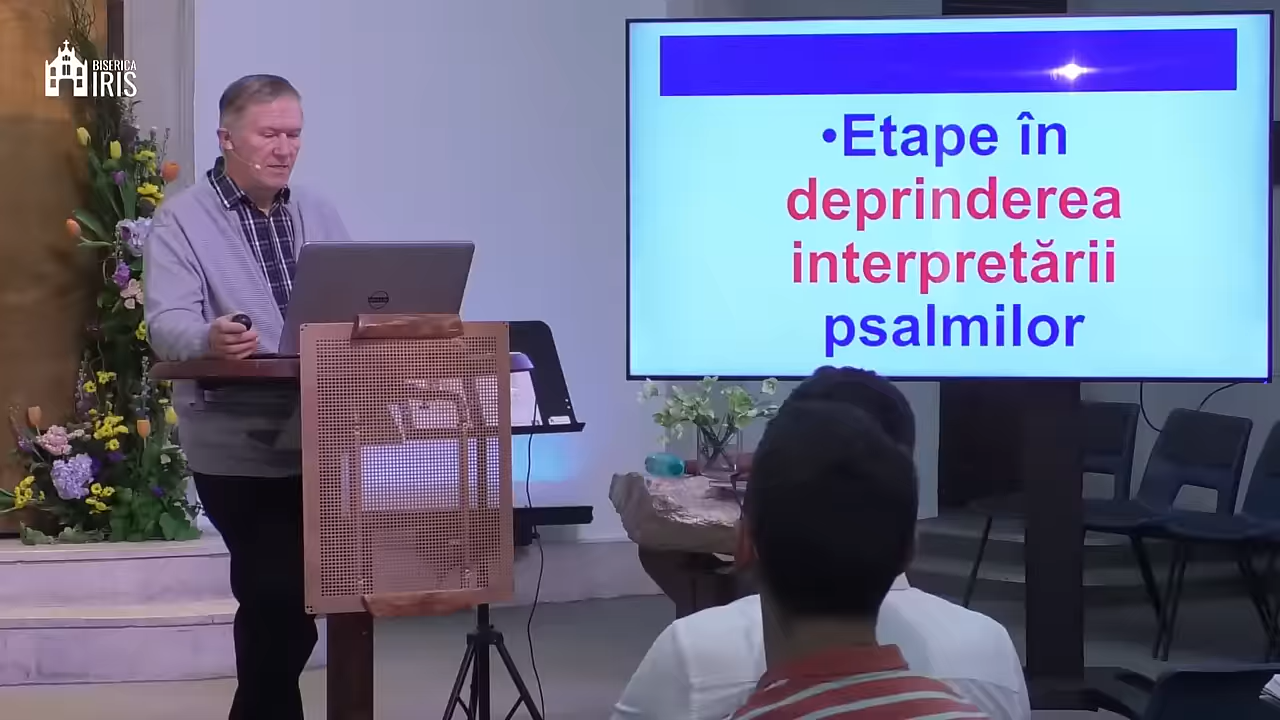 BISERICA
IRIS
•Etape în
deprinderea
interpretării
psalmilor